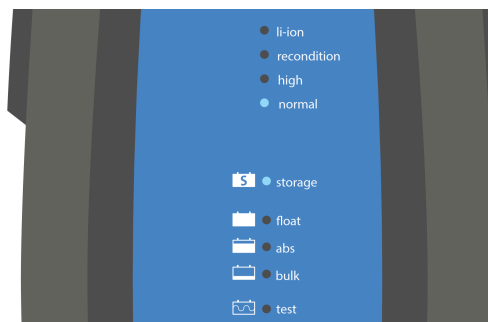 li-ion
recondition
high
normal
S storage
float
abs
bulk
test